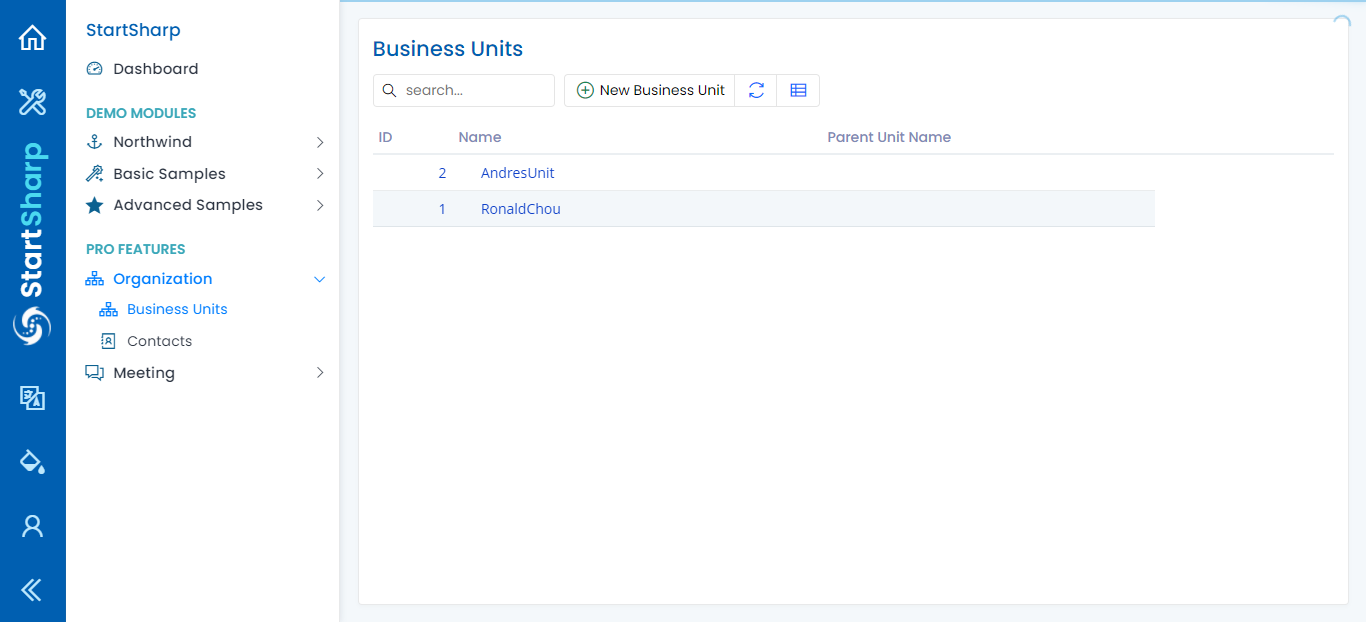 StartSharp
StartSharp
Dashboard
DEMO MODULES
Northwind
Basic Samples
Advanced Samples
PRO FEATURES
Organization
Business Units
Contacts
Meeting
Business Units
search...
New Business Unit
ID Name Parent Unit Name
2 AndresUnit
1 RonaldChou